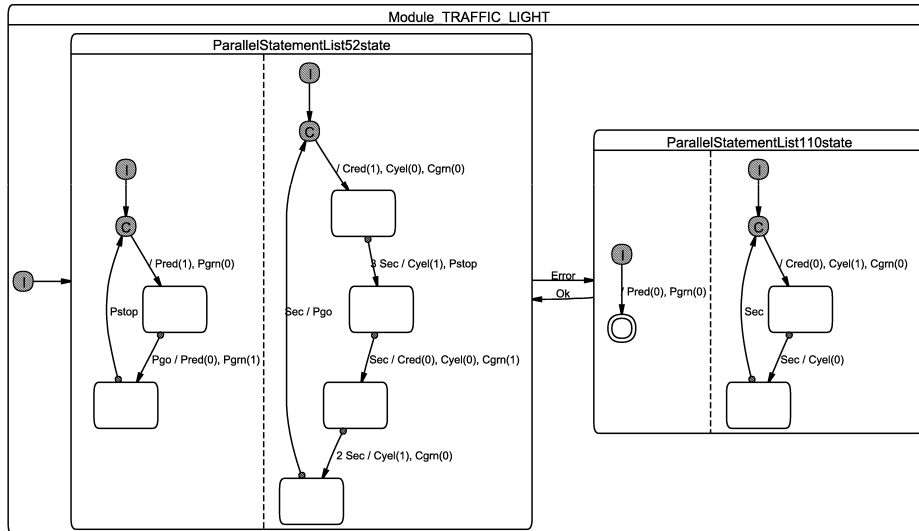 Module_TRAFFIC_LIGHT
ParallelStatementList52state
I
C
/ Cred(1), Cyel(0), Cgrn(0)
3 Sec / Cyel(1), Pstop
Sec / Pgo
Sec / Cred(0), Cyel(0), Cgrn(1)
2 Sec / Cyel(1), Cgrn(0)
I
C
/ Pred(1), Pgrn(0)
Pstop
Pgo / Pred(0), Pgrn(1)
I
Error
Ok
ParallelStatementList110state
I
/ Pred(0), Pgrn(0)
I
C
/ Cred(0), Cyel(1), Cgrn(0)
Sec
Sec / Cyel(0)